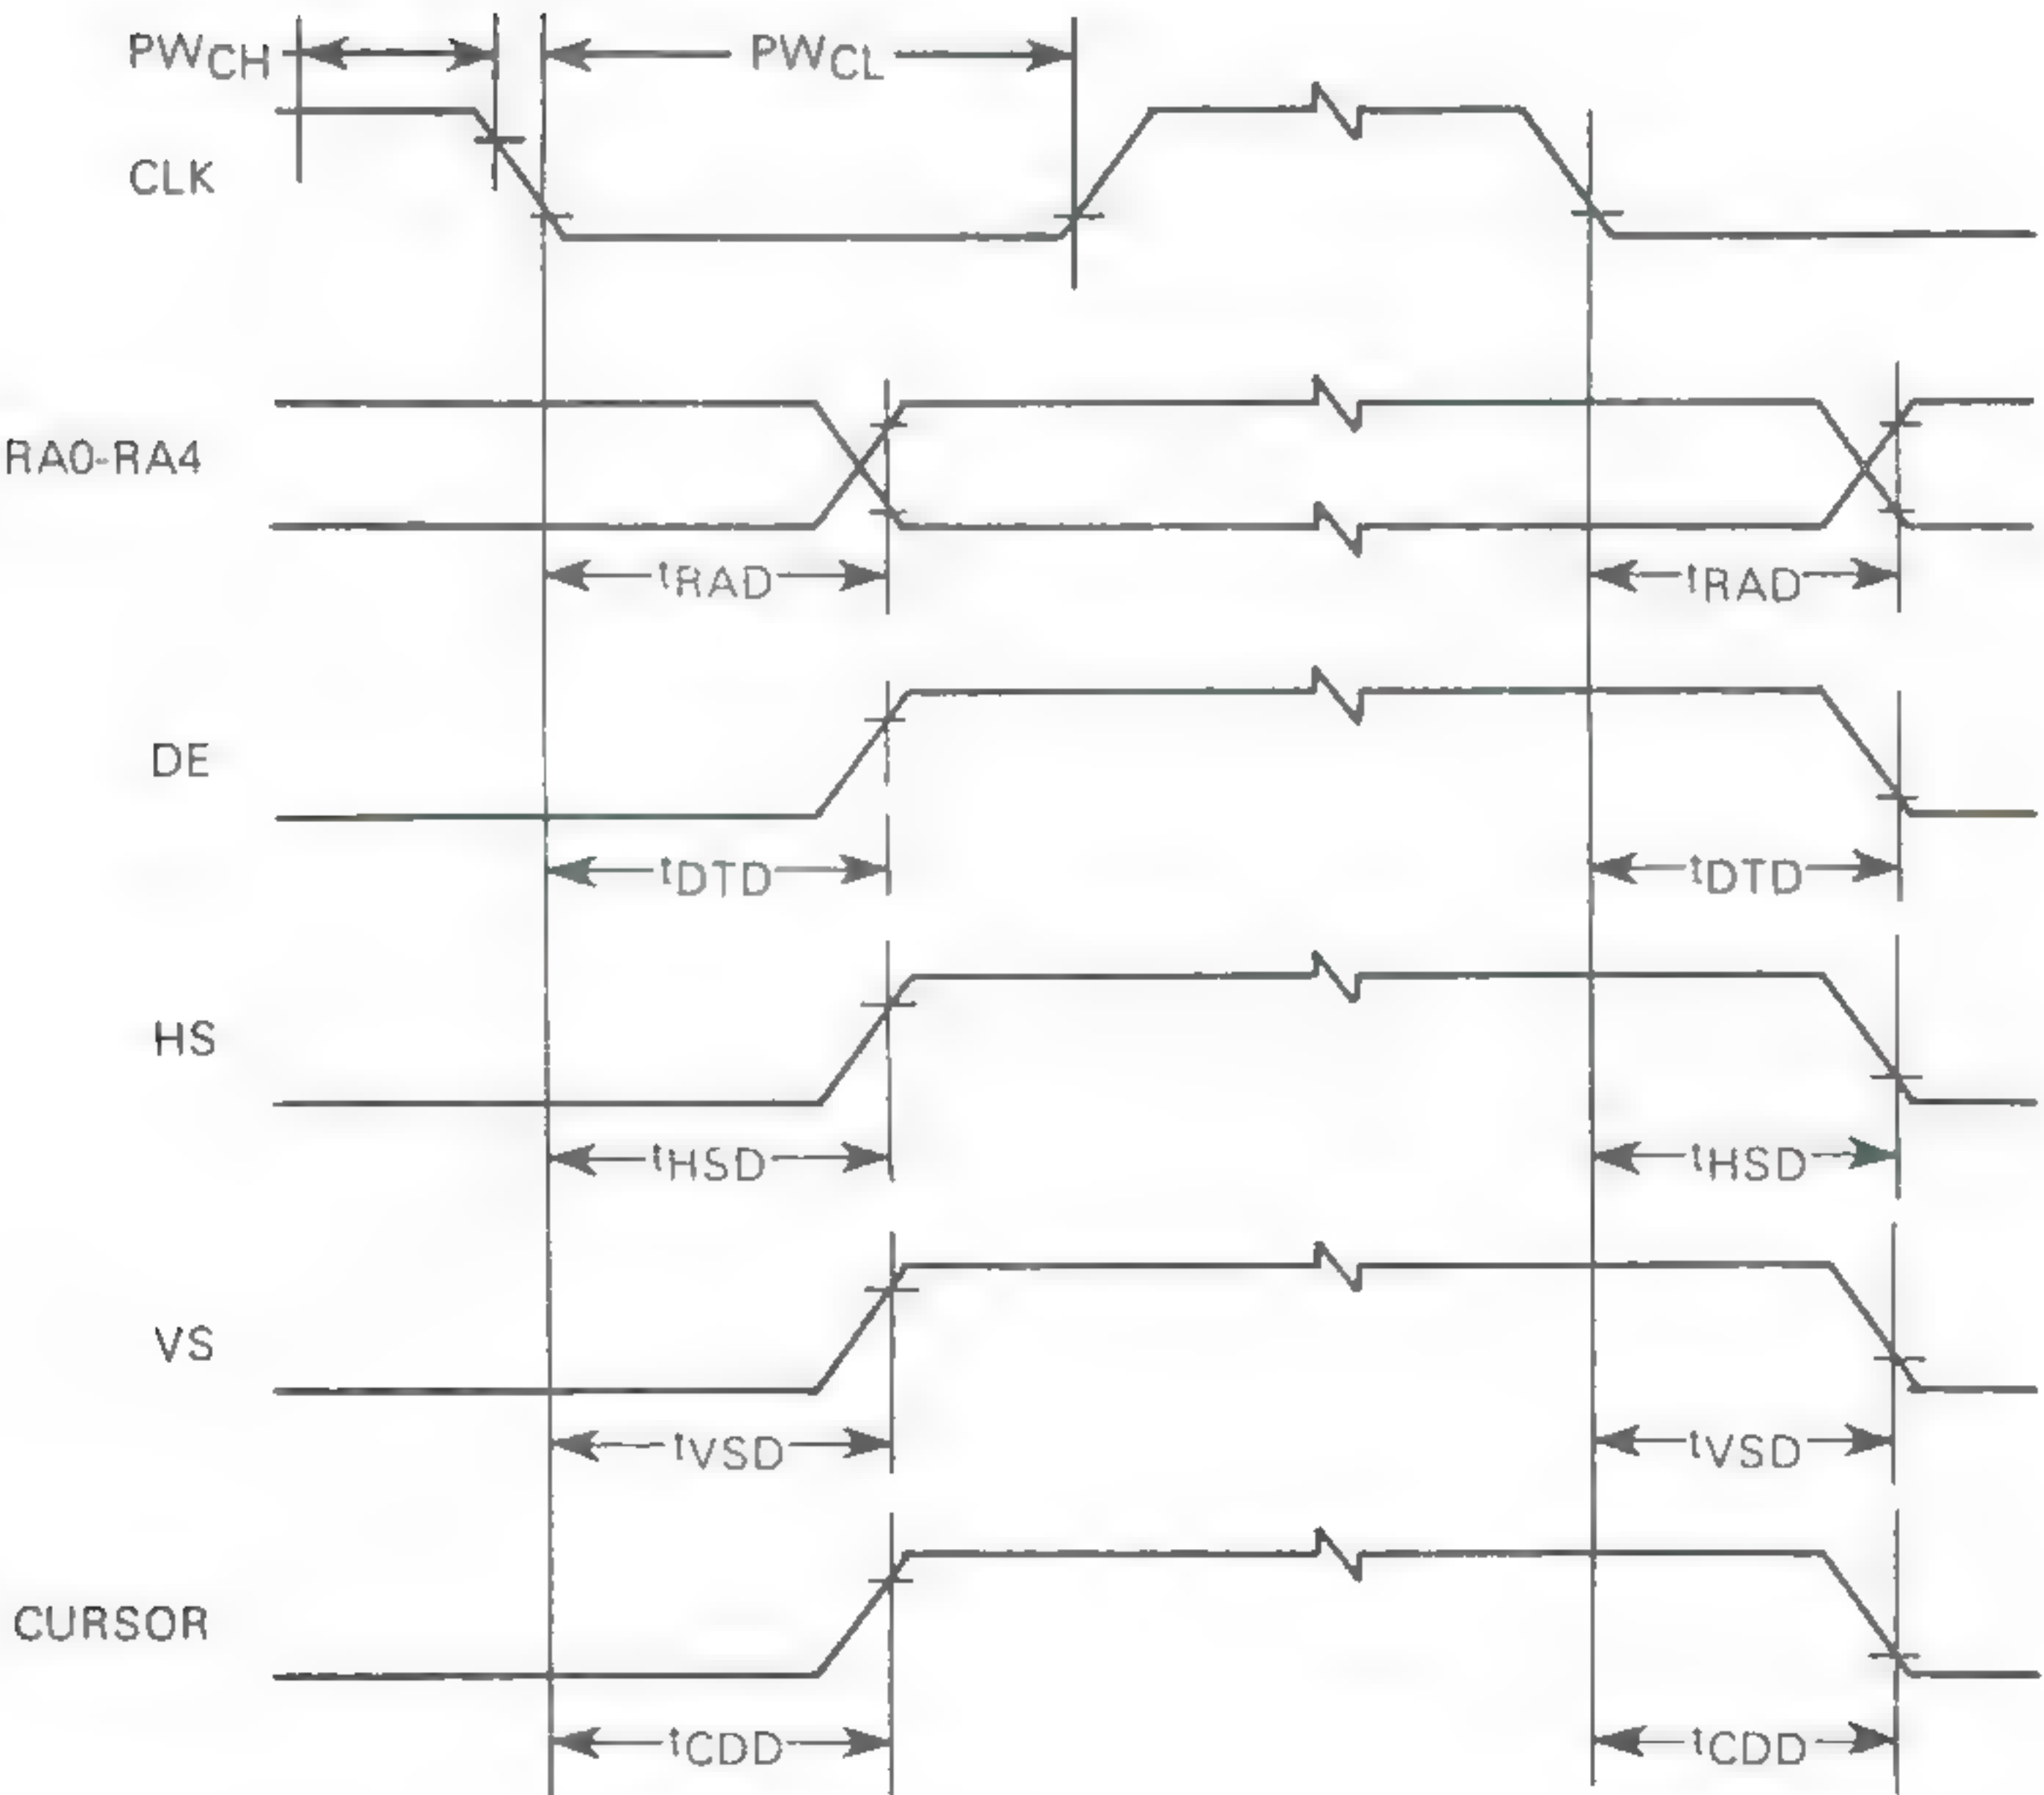 PWCH
PWCL
CLK
RA0-RA4
tRAD
tRAD
DE
tDTD
tDTD
HS
tHSD
tHSD
VS
tVSD
tVSD
CURSOR
tCDD
tCDD